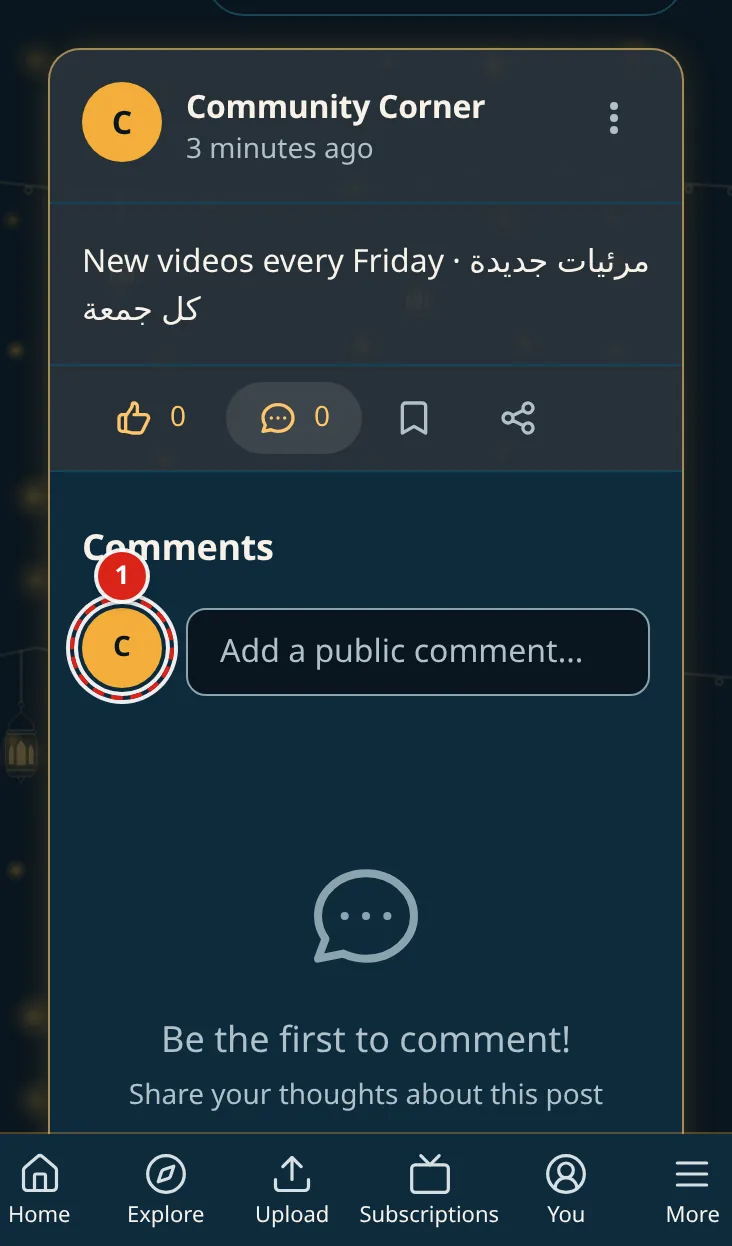 C
Community Corner
3 minutes ago
New videos every Friday · مرئيات جديدة
كل جمعة
0
0
Comments
1
C
Add a public comment...
Be the first to comment!
Share your thoughts about this post
Home
Explore
Upload
Subscriptions
You
More